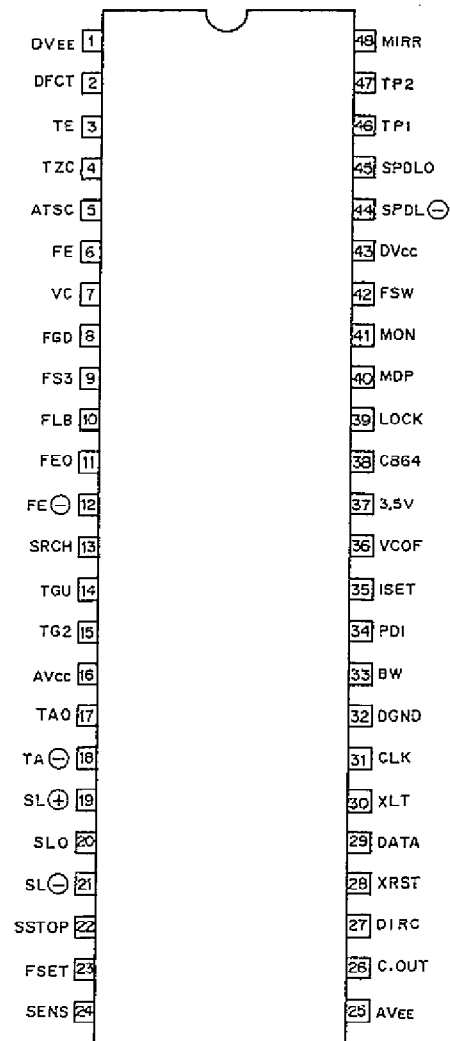 DVEE 1 48 MIRR
DFCT 2 47 TP2
TE 3 46 TP1
TZC 4 45 SPDLO
ATSC 5 44 SPDL⊖
FE 6 43 DVcc
VC 7 42 FSW
FGD 8 41 MON
FS3 9 40 MDP
FLB 10 39 LOCK
FEO 11 38 C864
FE⊖ 12 37 3.5V
SRCH 13 36 VCOF
TGU 14 35 ISET
TG2 15 34 PDI
AVcc 16 33 BW
TAO 17 32 DGND
TA⊖ 18 31 CLK
SL⊕ 19 30 XLT
SLO 20 29 DATA
SL⊖ 21 28 XRST
SSTOP 22 27 DIRC
FSET 23 26 C.OUT
SENS 24 25 AVEE